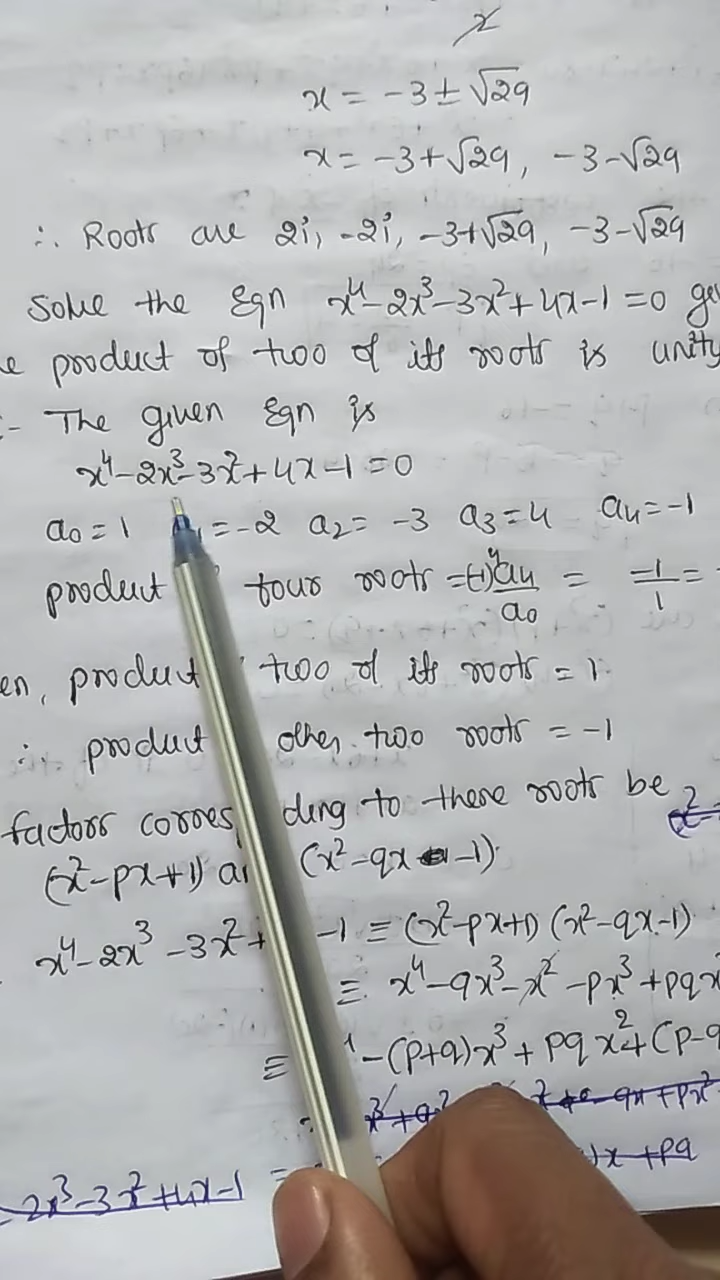 x = -3 ± √29
x = -3+√29, -3-√29
∴ Roots are 2i, -2i, -3+√29, -3-√29
Solve the Eqn x⁴-2x³-3x²+4x-1=0
product of two of its roots is unity
The given Eqn is
x⁴-2x³-3x²+4x-1=0
a₀=1 =-2 a₂= -3 a₃=4 a₄=-1
product four roots =(-1)⁴a₄/a₀ = -1/1 =
product two of its roots = 1
∴ product other two roots = -1
factors corres ding to these roots be
(x²-px+1) (x²-qx-1)
x⁴-2x³-3x²+ -1 ≡ (x²-px+1)(x²-qx-1)
≡ x⁴-qx³-x²-px³+pqx
≡ -(p+q)x³+pqx²+(p-q
2x³-3x²+4x-1 = x+pq